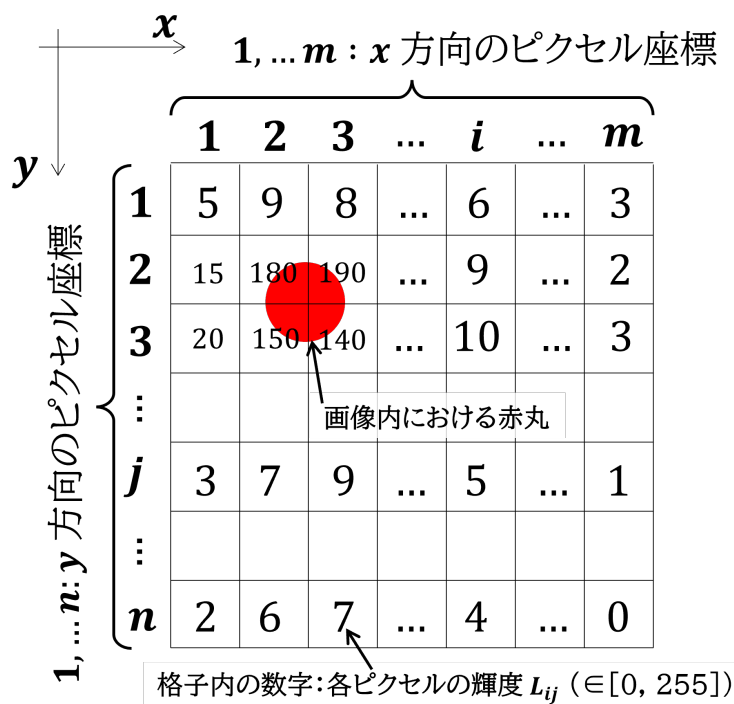 x
1, ... m : x 方向のピクセル座標
1 2 3 ... i ... m
y
1 5 9 8 ... 6 ... 3
2 15 180 190 ... 9 ... 2
3 20 150 140 ... 10 ... 3
...
画像内における赤丸
j 3 7 9 ... 5 ... 1
...
n 2 6 7 ... 4 ... 0
1, ... n: y 方向のピクセル座標
格子内の数字：各ピクセルの輝度 Lij (∈[0, 255])